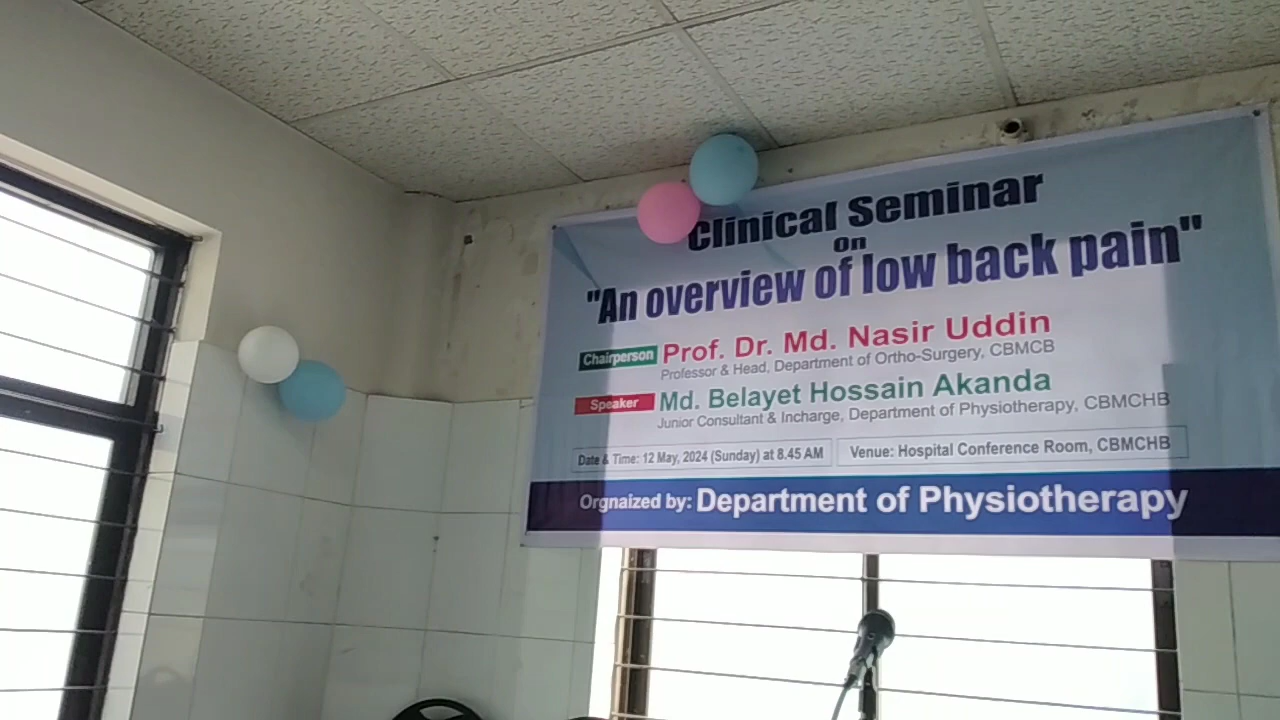 Clinical Seminar
on
"An overview of low back pain"
Chairperson Prof. Dr. Md. Nasir Uddin
Professor & Head, Department of Ortho-Surgery, CBMCB
Speaker Md. Belayet Hossain Akanda
Junior Consultant & Incharge, Department of Physiotherapy, CBMCHB
Date & Time: 12 May, 2024 (Sunday) at 8.45 AM Venue: Hospital Conference Room, CBMCHB
Orgnaized by: Department of Physiotherapy